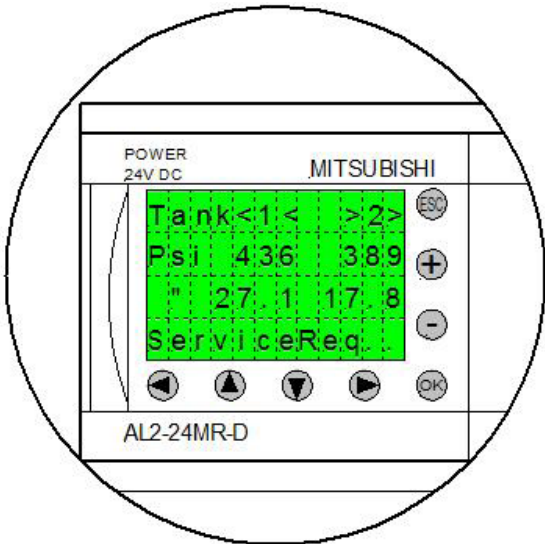 POWER
24V DC
MITSUBISHI
Tank<1< >2>
Psi 436 389
" 27.1 17.8
ServiceReq..
ESC
+
-
OK
AL2-24MR-D